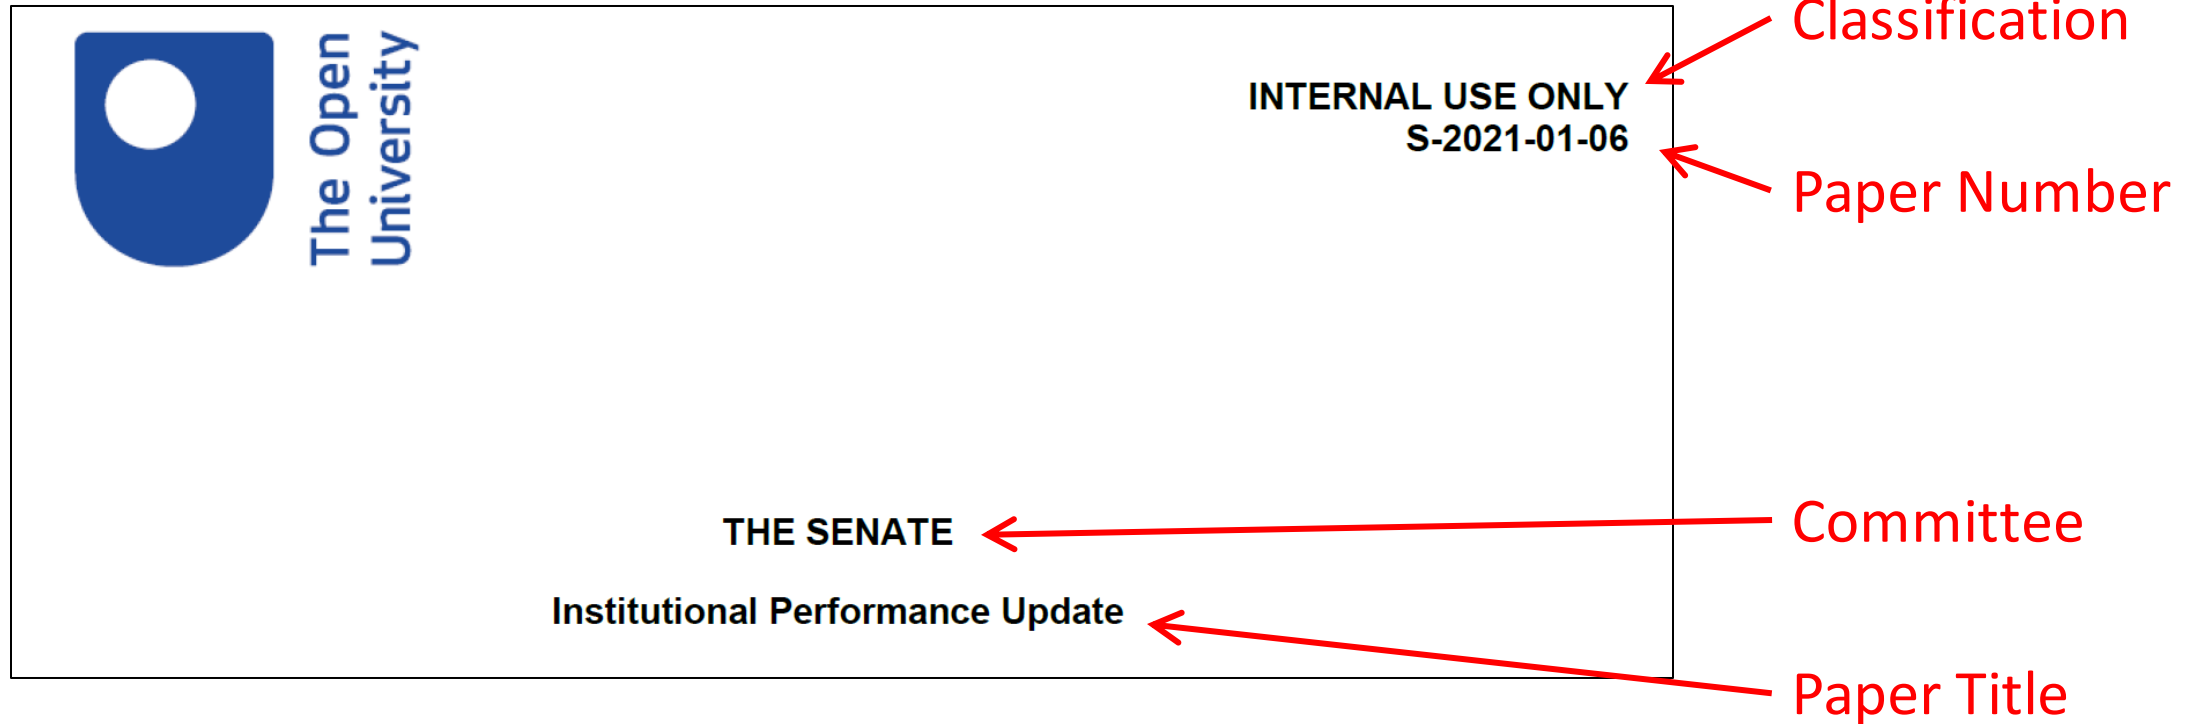 The Open
University
Classification
INTERNAL USE ONLY
S-2021-01-06
Paper Number
THE SENATE
Committee
Institutional Performance Update
Paper Title